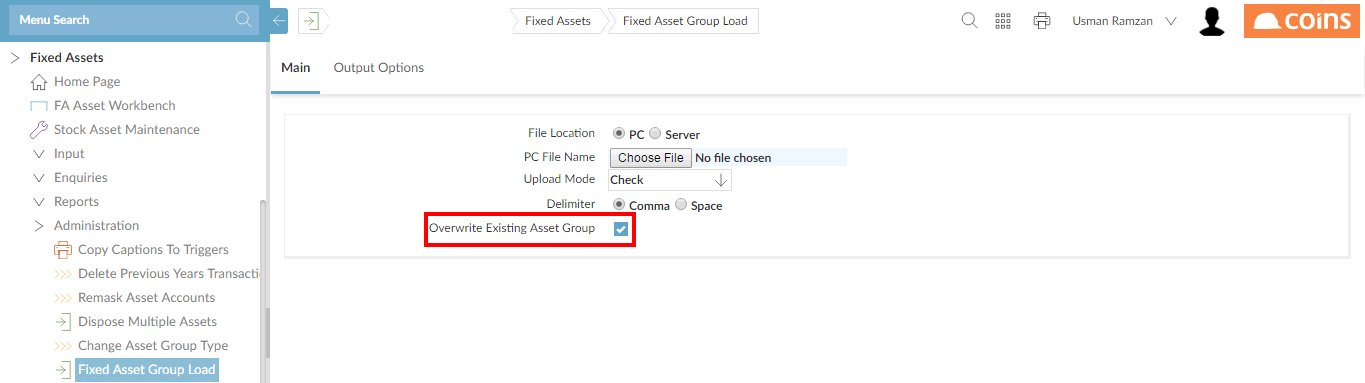 Menu Search
Fixed Assets
Fixed Asset Group Load
Usman Ramzan
coins
Fixed Assets
Home Page
FA Asset Workbench
Stock Asset Maintenance
Input
Enquiries
Reports
Administration
Copy Captions To Triggers
Delete Previous Years Transacti
Remask Asset Accounts
Dispose Multiple Assets
Change Asset Group Type
Fixed Asset Group Load
Main
Output Options
File Location PC Server
PC File Name Choose File No file chosen
Upload Mode Check
Delimiter Comma Space
Overwrite Existing Asset Group